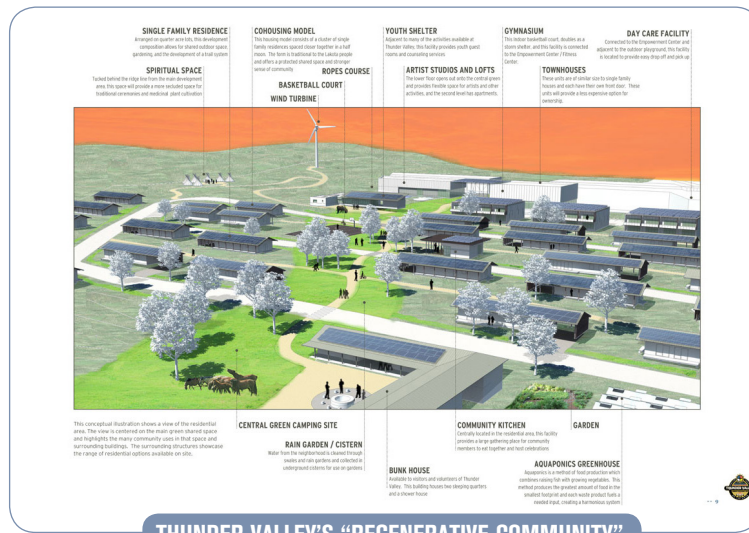 SINGLE FAMILY RESIDENCE
Arranged on quarter acre lots, this development
composition allows for shared outdoor space,
gardening, and the development of a trail system
SPIRITUAL SPACE
Tucked behind the ridge line from the main development
area, this space will provide a more secluded space for
traditional ceremonies and medicinal plant cultivation
COHOUSING MODEL
This housing model consists of a cluster of single
family residences spaced closer together in a half
moon. The form is traditional to the Lakota people
and offers a protected shared space and stronger
sense of community
ROPES COURSE
BASKETBALL COURT
WIND TURBINE
YOUTH SHELTER
Adjacent to many of the activities available at
Thunder Valley, this facility provides youth guest
rooms and counseling services
ARTIST STUDIOS AND LOFTS
The lower floor opens out onto the central green
and provides flexible space for artists and other
activities, and the second level has apartments.
GYMNASIUM
This indoor basketball court, doubles as a
storm shelter, and this facility is connected
to the Empowerment Center / Fitness
Center.
TOWNHOUSES
These units are of similar size to single family
houses and each have their own front door. These
units will provide a less expensive option for
ownership.
DAY CARE FACILITY
Connected to the Empowerment Center and
adjacent to the outdoor playground, this facility
is located to provide easy drop off and pick up
This conceptual illustration shows a view of the residential
area. The view is centered on the main green shared space
and highlights the many community uses in that space and
surrounding buildings. The surrounding structures showcase
the range of residential options available on site.
CENTRAL GREEN CAMPING SITE
RAIN GARDEN / CISTERN
Water from the neighborhood is cleaned through
swales and rain gardens and collected in
underground cisterns for use on gardens
BUNK HOUSE
Available to visitors and volunteers of Thunder
Valley. This building houses two sleeping quarters
and a shower house.
COMMUNITY KITCHEN
Centrally located in the residential area, this facility
provides a large gathering place for community
members to eat together and host celebrations
GARDEN
AQUAPONICS GREENHOUSE
Aquaponics is a method of food production which
combines raising fish with growing vegetables. This
method produces the greatest amount of food in the
smallest footprint and each waste product fuels a
needed input, creating a harmonious system
THUNDER VALLEY
9
THUNDER VALLEY'S "REGENERATIVE COMMUNITY"